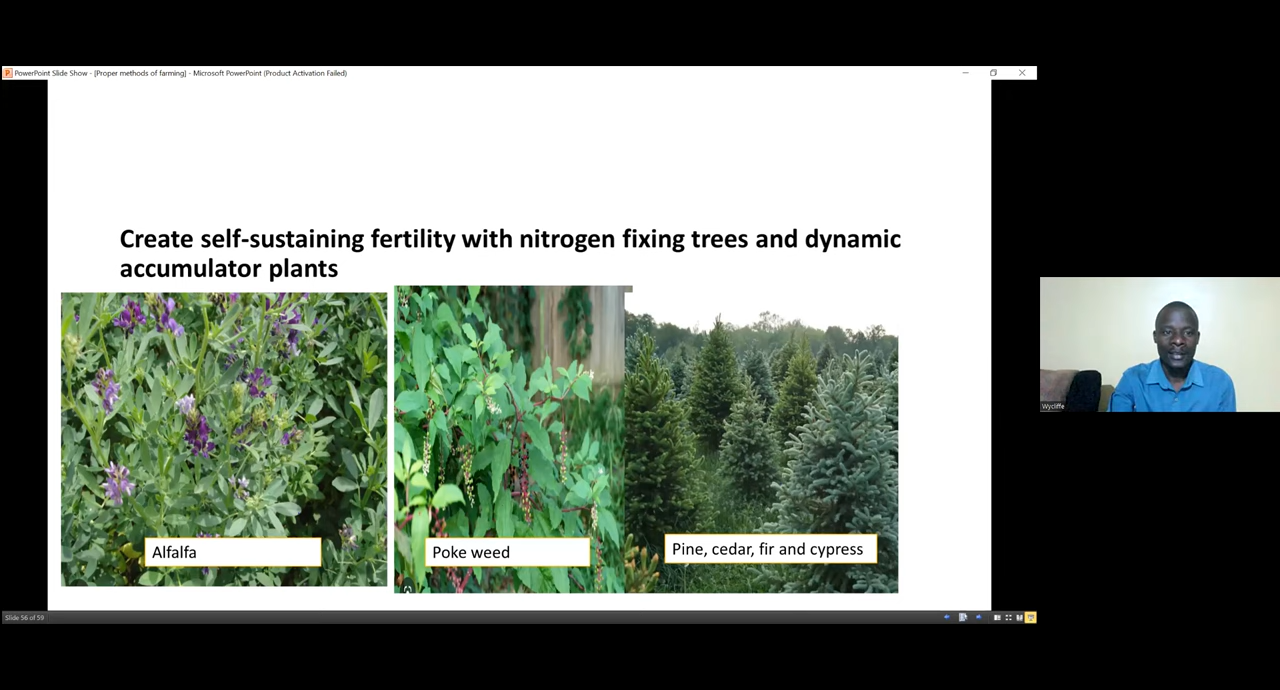 PowerPoint Slide Show - [Proper methods of farming] - Microsoft PowerPoint (Product Activation Failed)
Create self-sustaining fertility with nitrogen fixing trees and dynamic
accumulator plants
Alfalfa
Poke weed
Pine, cedar, fir and cypress
Wycliffe
Slide 56 of 59